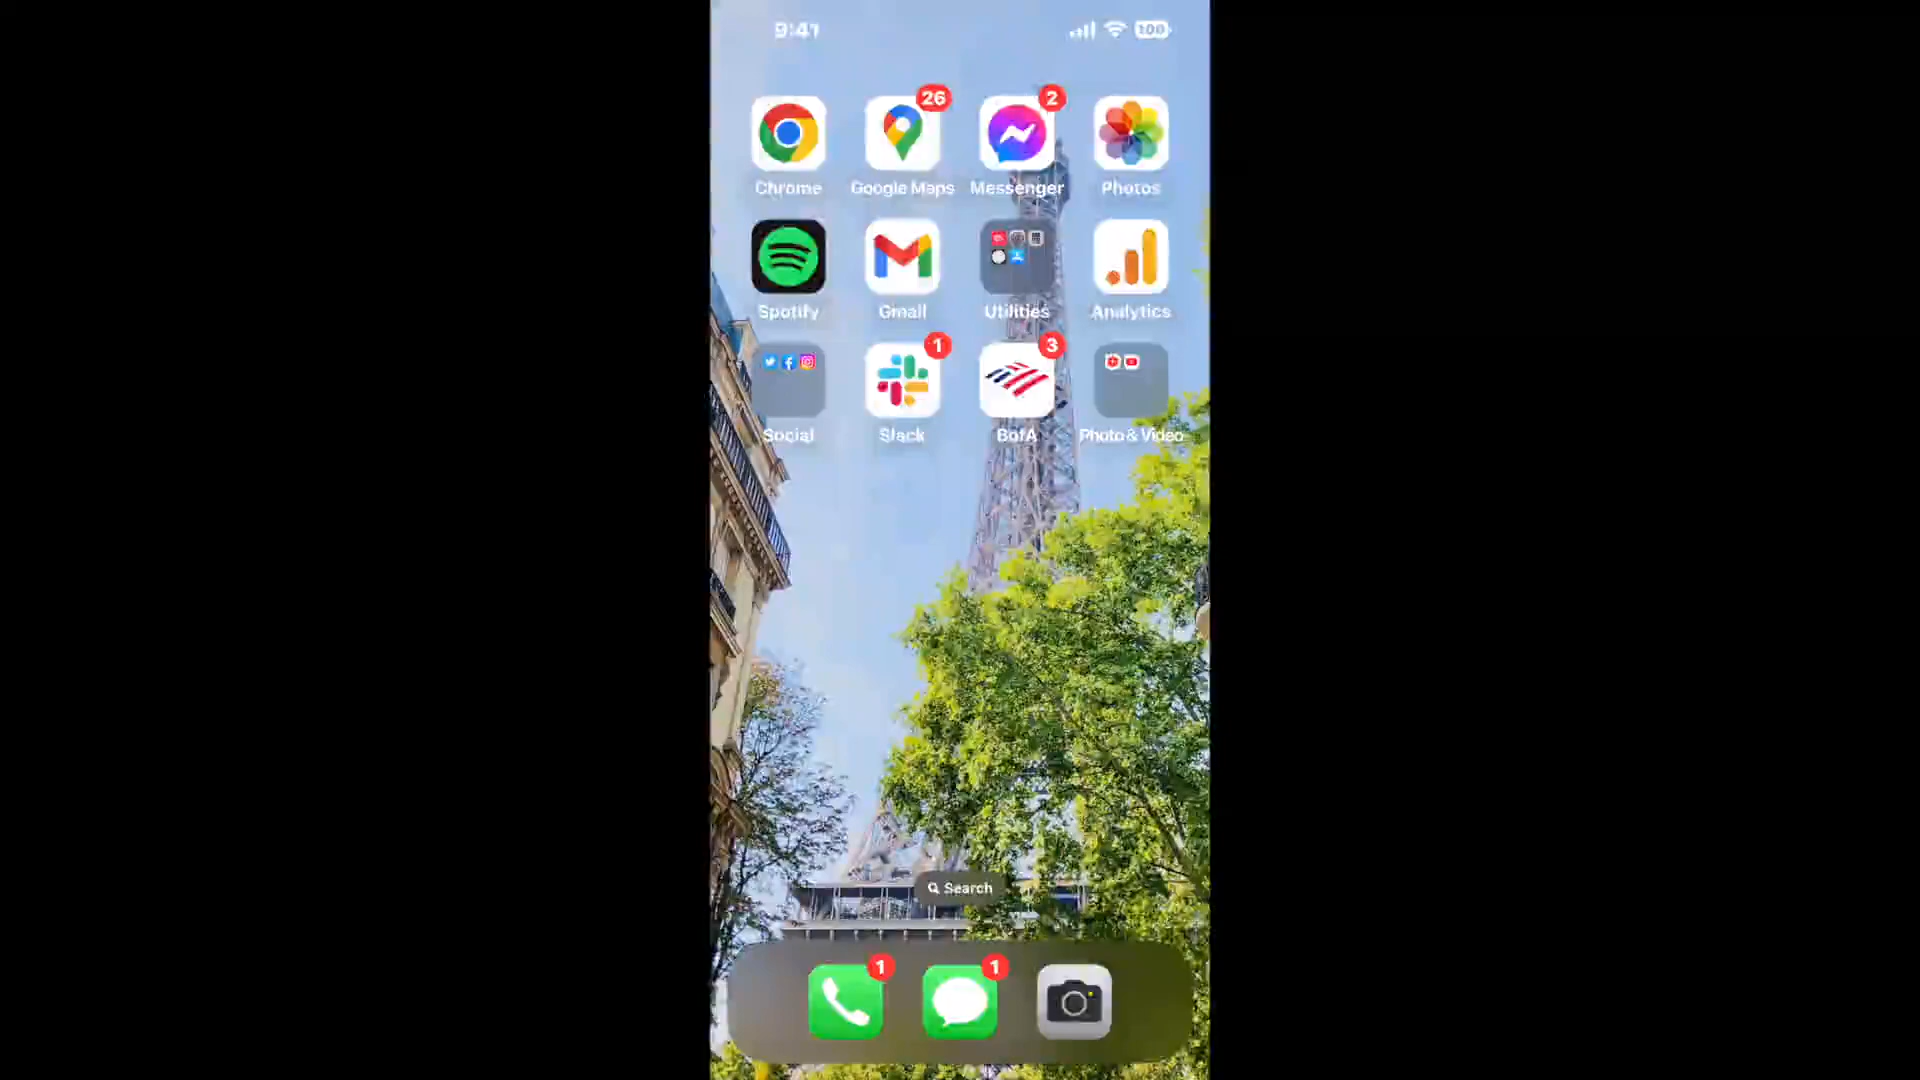 9:41
100
26
2
Chrome
Google Maps
Messenger
Photos
Spotify
Gmail
Utilities
Analytics
1
3
Social
Slack
BofA
Photo & Video
Search
1
1